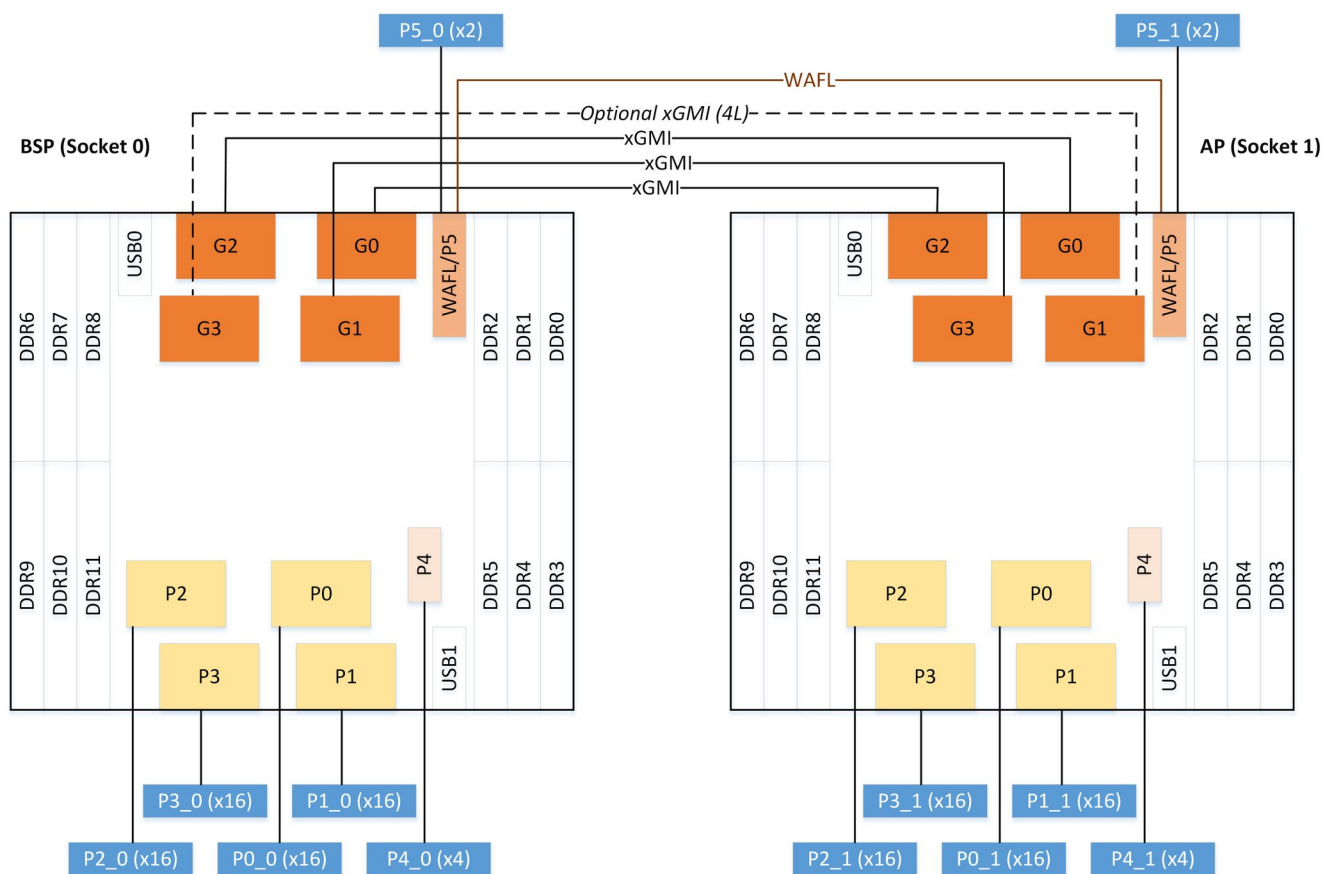 P5_0 (x2)
P5_1 (x2)
WAFL
Optional xGMI (4L)
BSP (Socket 0)
xGMI
AP (Socket 1)
xGMI
xGMI
DDR6
DDR7
DDR8
USB0
G2
G0
WAFL/P5
G3
G1
DDR2
DDR1
DDR0
DDR9
DDR10
DDR11
P2
P0
P4
P3
P1
USB1
DDR5
DDR4
DDR3
DDR6
DDR7
DDR8
USB0
G2
G0
WAFL/P5
G3
G1
DDR2
DDR1
DDR0
DDR9
DDR10
DDR11
P2
P0
P4
P3
P1
USB1
DDR5
DDR4
DDR3
P3_0 (x16)
P1_0 (x16)
P2_0 (x16)
P0_0 (x16)
P4_0 (x4)
P3_1 (x16)
P1_1 (x16)
P2_1 (x16)
P0_1 (x16)
P4_1 (x4)